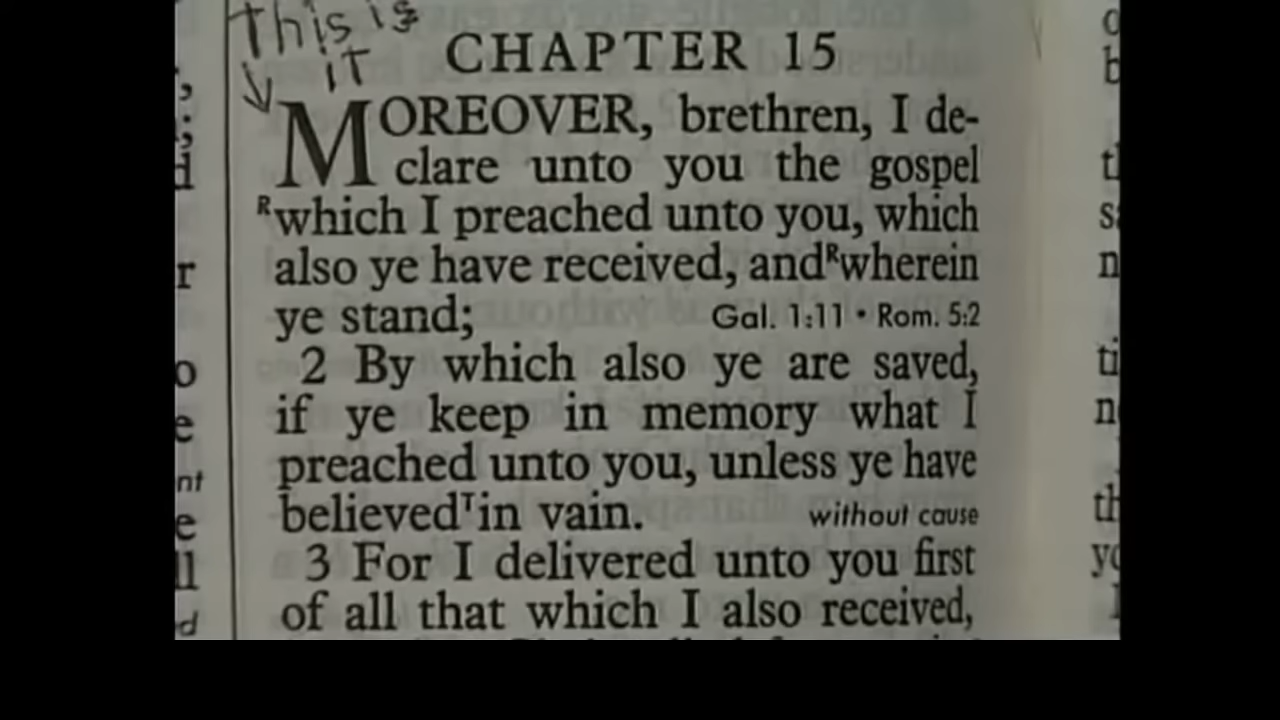 This is
it
CHAPTER 15
MOREOVER, brethren, I de-
clare unto you the gospel
ᴿwhich I preached unto you, which
also ye have received, andᴿwherein
ye stand; Gal. 1:11 • Rom. 5:2
2 By which also ye are saved,
if ye keep in memory what I
preached unto you, unless ye have
believedᵀin vain. without cause
3 For I delivered unto you first
of all that which I also received,